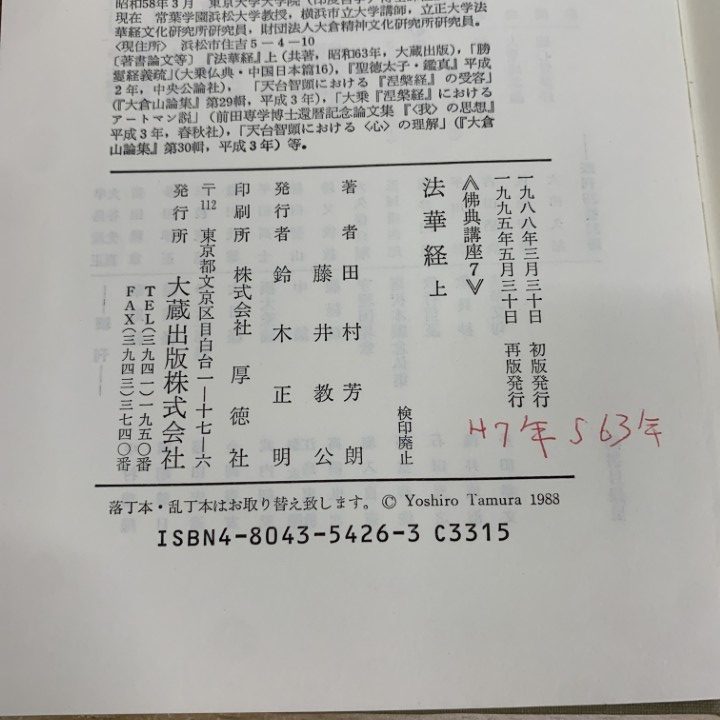 昭和58年3月 東京大学大学院
現在 常葉学園浜松大学教授，横浜市立大学講師，立正大学法
華経文化研究所研究員，財団法人大倉精神文化研究所研究員。
〈現住所〉 浜松市住吉5－4－10
〔著書論文等〕『法華経』上（共著，昭和63年，大蔵出版），「勝
鬘経義疏」（大乗仏典・中国日本篇16），『聖徳太子・鑑真』平成
2年，中央公論社），「天台智顗における『涅槃経』の受容」
（『大倉山論集』第29輯，平成3年），「大乗『涅槃経』における
アートマン説」（前田専学博士還暦記念論文集『〈我〉の思想』
平成3年，春秋社），「天台智顗における〈心〉の理解」（『大倉
山論集』第30輯，平成3年）等。
一九八八年三月三十日 初版発行
一九九五年五月三十日 再版発行
《佛典講座7》
法華経 上
検印廃止
著者 田村芳朗
藤井教公
発行者 鈴木正明
印刷所 株式会社 厚徳社
〒112 東京都文京区目白台一ー十七ー六
発行所 大蔵出版株式会社
TEL（三九四一）一九五〇番
FAX（三九四三）三七四〇番
H7年 S63年
落丁本・乱丁本はお取り替え致します。 © Yoshiro Tamura 1988
ISBN4-8043-5426-3 C3315